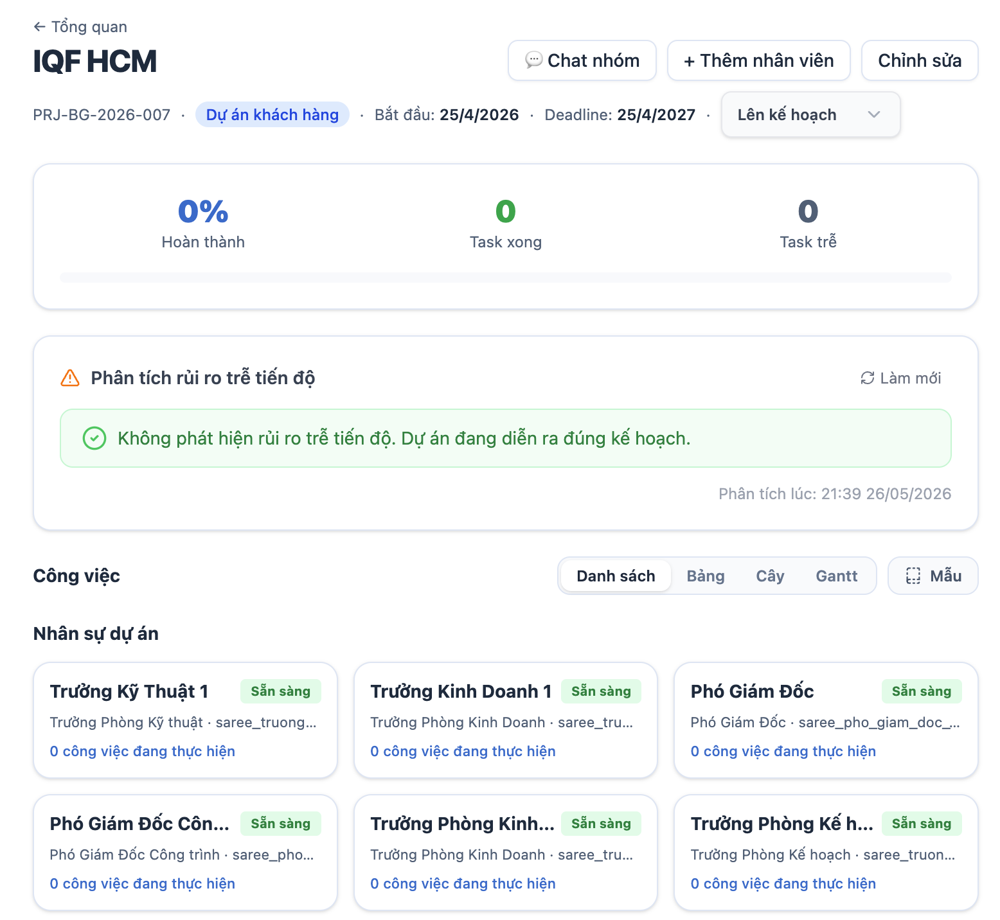 ← Tổng quan
IQF HCM
💬 Chat nhóm
+ Thêm nhân viên
Chỉnh sửa
PRJ-BG-2026-007 · Dự án khách hàng · Bắt đầu: 25/4/2026 · Deadline: 25/4/2027 · Lên kế hoạch
0%
Hoàn thành
0
Task xong
0
Task trễ
Phân tích rủi ro trễ tiến độ
Làm mới
Không phát hiện rủi ro trễ tiến độ. Dự án đang diễn ra đúng kế hoạch.
Phân tích lúc: 21:39 26/05/2026
Công việc
Danh sách
Bảng
Cây
Gantt
Mẫu
Nhân sự dự án
Trưởng Kỹ Thuật 1
Sẵn sàng
Trưởng Phòng Kỹ thuật · saree_truong...
0 công việc đang thực hiện
Trưởng Kinh Doanh 1
Sẵn sàng
Trưởng Phòng Kinh Doanh · saree_tru...
0 công việc đang thực hiện
Phó Giám Đốc
Sẵn sàng
Phó Giám Đốc · saree_pho_giam_doc_...
0 công việc đang thực hiện
Phó Giám Đốc Côn...
Sẵn sàng
Phó Giám Đốc Công trình · saree_pho...
0 công việc đang thực hiện
Trưởng Phòng Kinh...
Sẵn sàng
Trưởng Phòng Kinh Doanh · saree_tru...
0 công việc đang thực hiện
Trưởng Phòng Kế h...
Sẵn sàng
Trưởng Phòng Kế hoạch · saree_truon...
0 công việc đang thực hiện